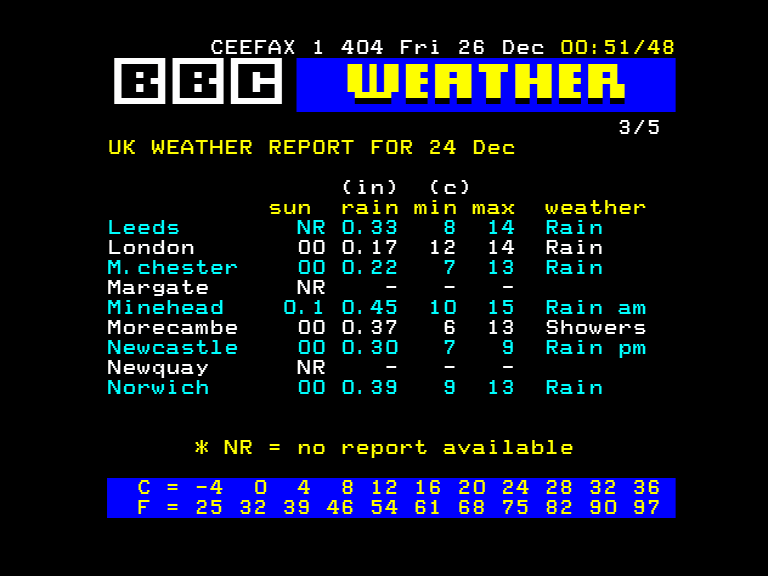 CEEFAX 1 404 Fri 26 Dec 00:51/48
BBC WEATHER
3/5
UK WEATHER REPORT FOR 24 Dec
(in) (c)
sun rain min max weather
Leeds NR 0.33 8 14 Rain
London 00 0.17 12 14 Rain
M.chester 00 0.22 7 13 Rain
Margate NR - - -
Minehead 0.1 0.45 10 15 Rain am
Morecambe 00 0.37 6 13 Showers
Newcastle 00 0.30 7 9 Rain pm
Newquay NR - - -
Norwich 00 0.39 9 13 Rain
* NR = no report available
C = -4 0 4 8 12 16 20 24 28 32 36
F = 25 32 39 46 54 61 68 75 82 90 97